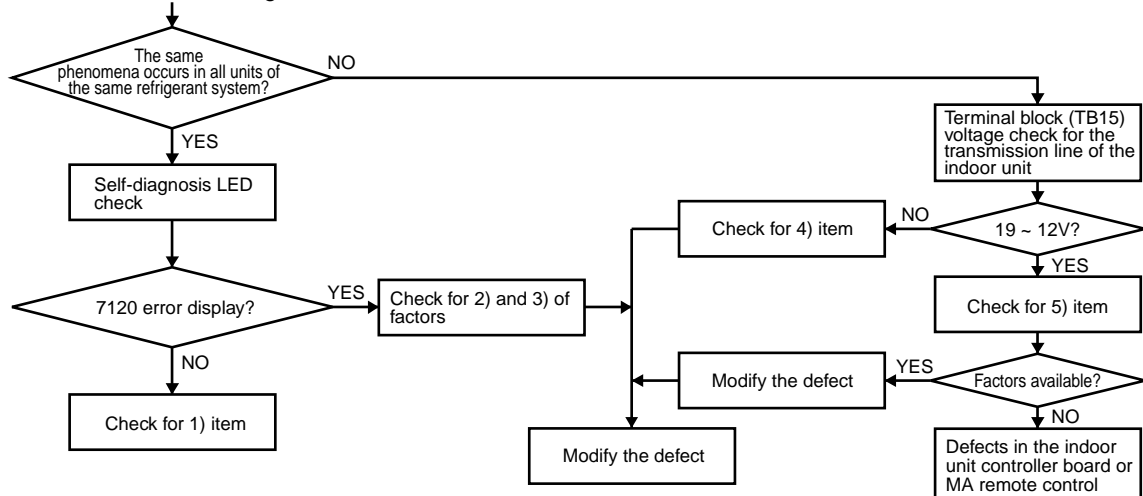 The same
phenomena occurs in all units of
the same refrigerant system?
NO
YES
Self-diagnosis LED
check
7120 error display?
YES
Check for 2) and 3) of
factors
NO
Check for 1) item
Terminal block (TB15)
voltage check for the
transmission line of the
indoor unit
19 ~ 12V?
NO
Check for 4) item
YES
Check for 5) item
Factors available?
YES
Modify the defect
Modify the defect
NO
Defects in the indoor
unit controller board or
MA remote control